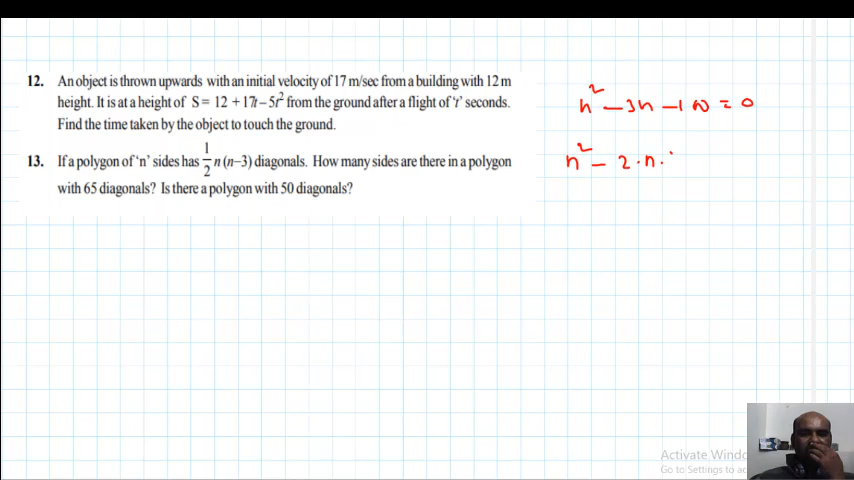 12. An object is thrown upwards with an initial velocity of 17 m/sec from a building with 12 m
height. It is at a height of S = 12 + 17t – 5t² from the ground after a flight of 't' seconds.
Find the time taken by the object to touch the ground.
13. If a polygon of 'n' sides has 1/2 n (n–3) diagonals. How many sides are there in a polygon
with 65 diagonals? Is there a polygon with 50 diagonals?
n² – 3n – 100 = 0
n² – 2·n·
Activate Windo
Go to Settings to ac